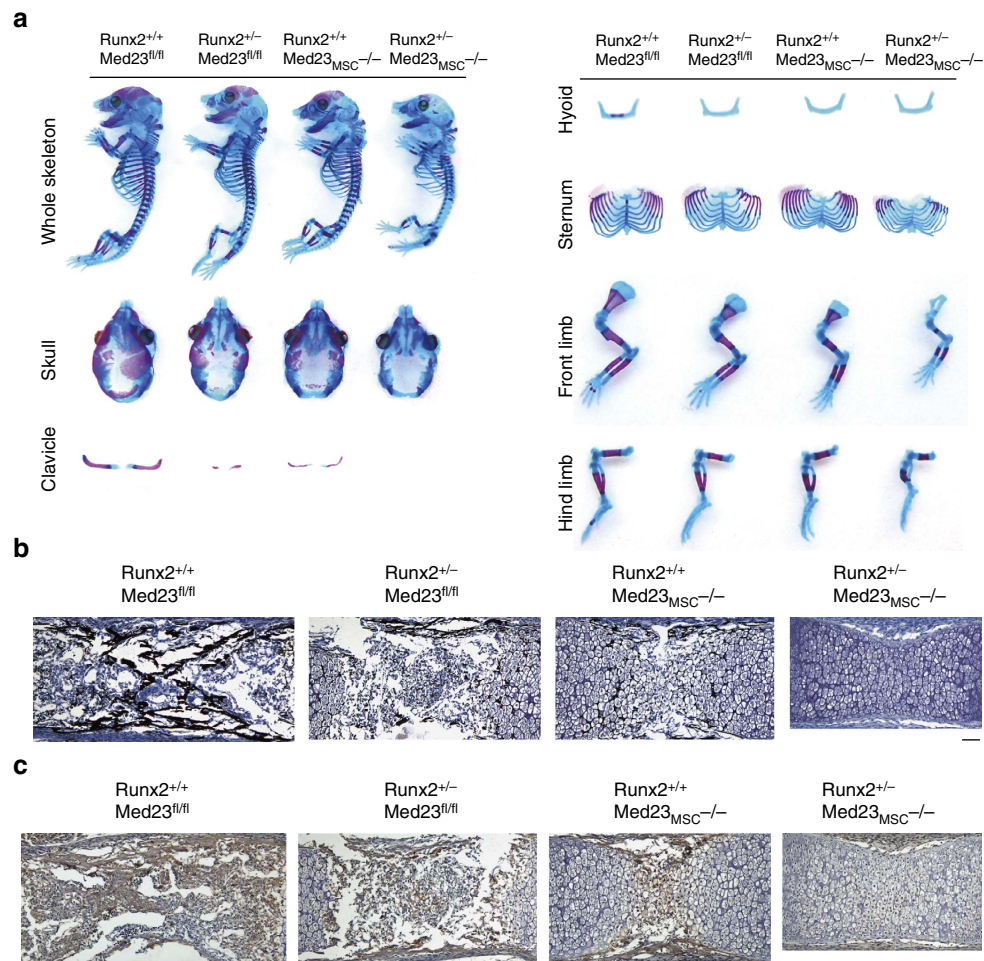 a
Runx2+/+ Runx2+/– Runx2+/+ Runx2+/–
Med23fl/fl Med23fl/fl Med23MSC–/– Med23MSC–/–
Whole skeleton
Skull
Clavicle
Runx2+/+ Runx2+/– Runx2+/+ Runx2+/–
Med23fl/fl Med23fl/fl Med23MSC–/– Med23MSC–/–
Hyoid
Sternum
Front limb
Hind limb
b
Runx2+/+ Runx2+/– Runx2+/+ Runx2+/–
Med23fl/fl Med23fl/fl Med23MSC–/– Med23MSC–/–
c
Runx2+/+ Runx2+/– Runx2+/+ Runx2+/–
Med23fl/fl Med23fl/fl Med23MSC–/– Med23MSC–/–